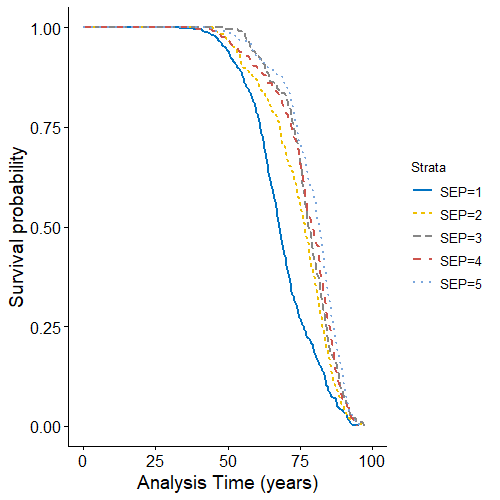 Survival probability
1.00
0.75
0.50
0.25
0.00
0
25
50
75
100
Analysis Time (years)
Strata
SEP=1
SEP=2
SEP=3
SEP=4
SEP=5